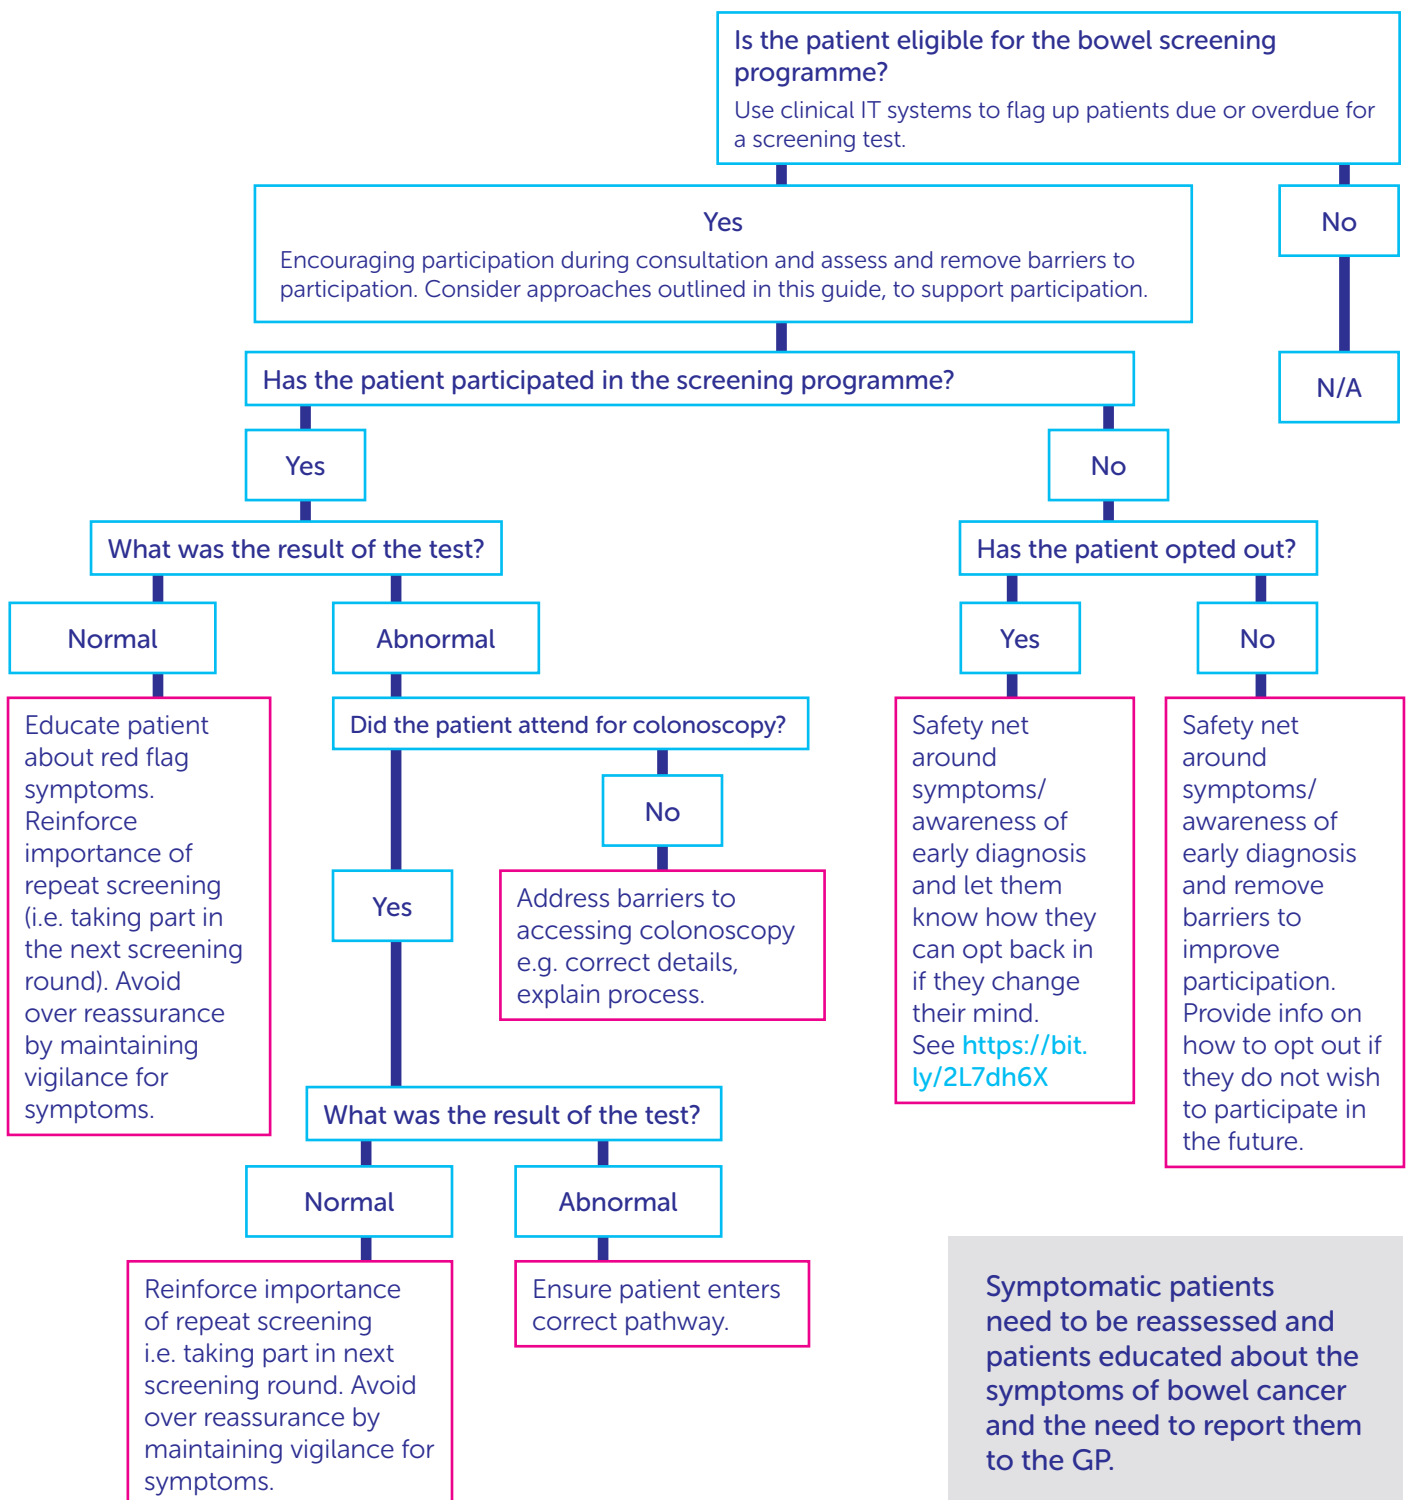 Is the patient eligible for the bowel screening
programme?
Use clinical IT systems to flag up patients due or overdue for
a screening test.
Yes
Encouraging participation during consultation and assess and remove barriers to
participation. Consider approaches outlined in this guide, to support participation.
No
N/A
Has the patient participated in the screening programme?
Yes
No
What was the result of the test?
Has the patient opted out?
Normal
Abnormal
Yes
No
Educate patient
about red flag
symptoms.
Reinforce
importance of
repeat screening
(i.e. taking part in
the next screening
round). Avoid
over reassurance
by maintaining
vigilance for
symptoms.
Did the patient attend for colonoscopy?
No
Yes
Address barriers to
accessing colonoscopy
e.g. correct details,
explain process.
Safety net
around
symptoms/
awareness of
early diagnosis
and let them
know how they
can opt back in
if they change
their mind.
See https://bit.
ly/2L7dh6X
Safety net
around
symptoms/
awareness of
early diagnosis
and remove
barriers to
improve
participation.
Provide info on
how to opt out if
they do not wish
to participate in
the future.
What was the result of the test?
Normal
Abnormal
Reinforce importance
of repeat screening
i.e. taking part in next
screening round. Avoid
over reassurance by
maintaining vigilance for
symptoms.
Ensure patient enters
correct pathway.
Symptomatic patients
need to be reassessed and
patients educated about the
symptoms of bowel cancer
and the need to report them
to the GP.